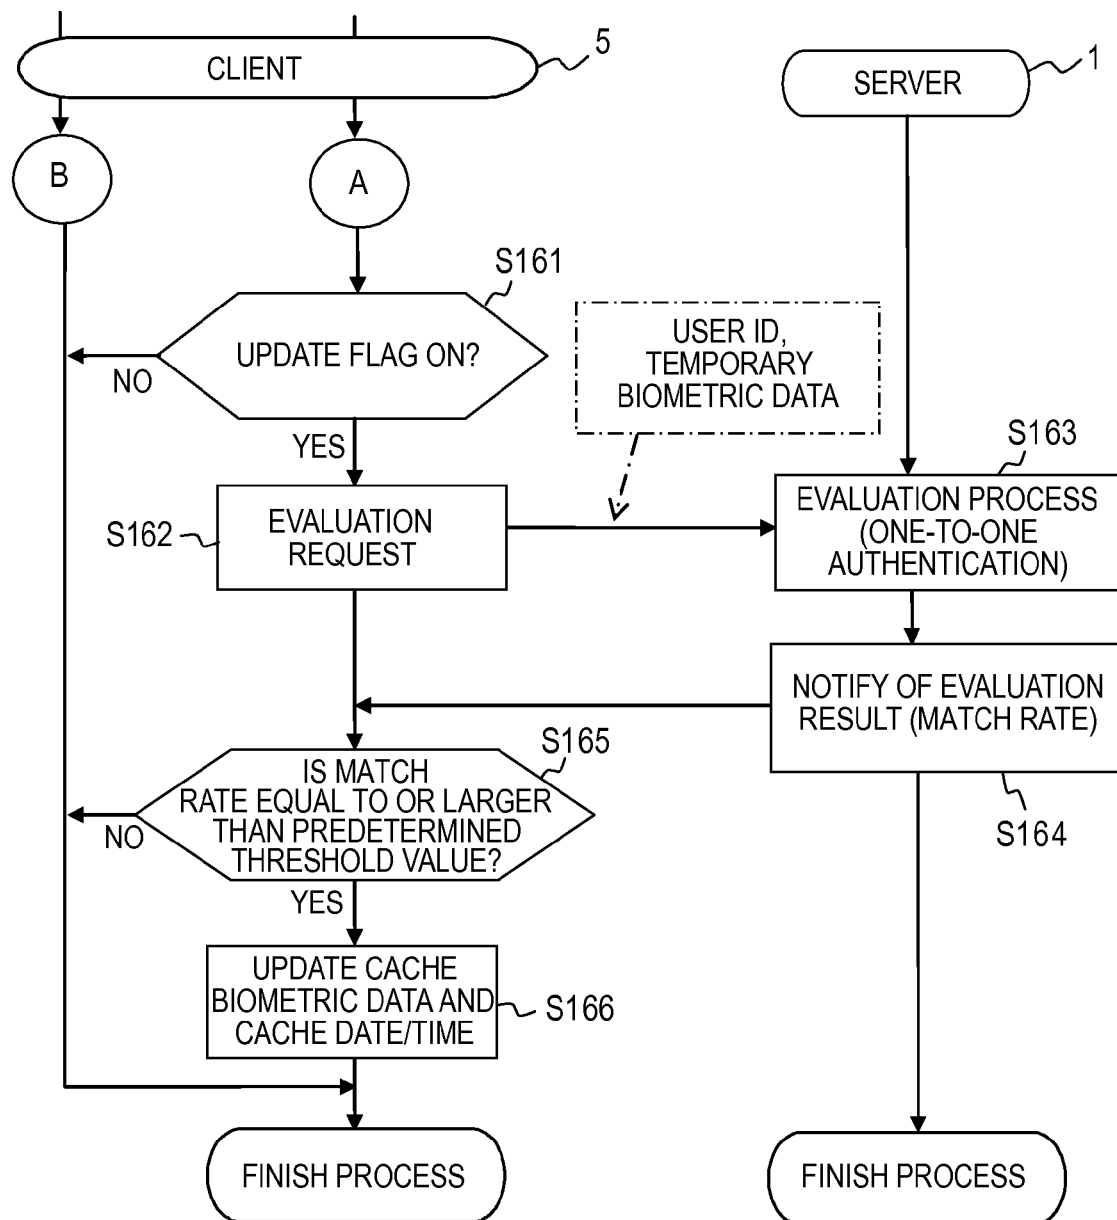 CLIENT
5
SERVER
1
B
A
S161
UPDATE FLAG ON?
NO
YES
USER ID,
TEMPORARY
BIOMETRIC DATA
S162
EVALUATION
REQUEST
S163
EVALUATION PROCESS
(ONE-TO-ONE
AUTHENTICATION)
NOTIFY OF EVALUATION
RESULT (MATCH RATE)
S164
S165
IS MATCH
RATE EQUAL TO OR LARGER
THAN PREDETERMINED
THRESHOLD VALUE?
NO
YES
UPDATE CACHE
BIOMETRIC DATA AND
CACHE DATE/TIME
S166
FINISH PROCESS
FINISH PROCESS